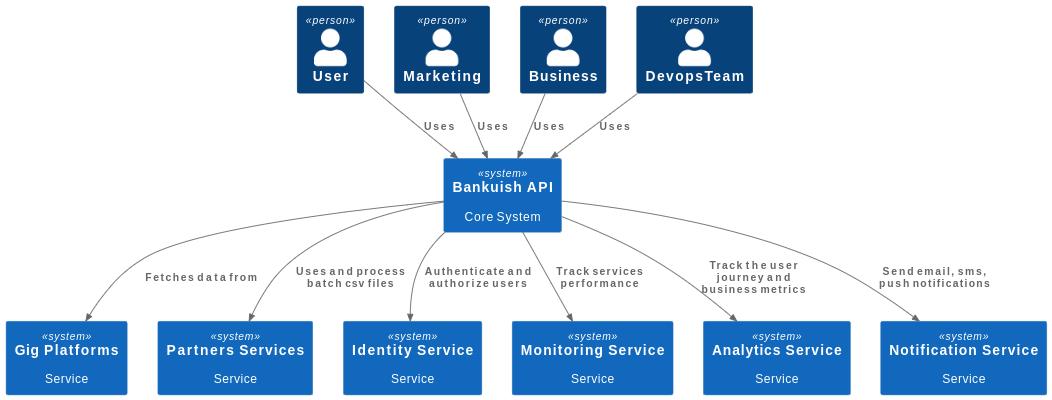 «person»
User
«person»
Marketing
«person»
Business
«person»
DevopsTeam
Uses
Uses
Uses
Uses
«system»
Bankuish API
Core System
Fetches data from
Uses and process
batch csv files
Authenticate and
authorize users
Track services
performance
Track the user
journey and
business metrics
Send email, sms,
push notifications
«system»
Gig Platforms
Service
«system»
Partners Services
Service
«system»
Identity Service
Service
«system»
Monitoring Service
Service
«system»
Analytics Service
Service
«system»
Notification Service
Service